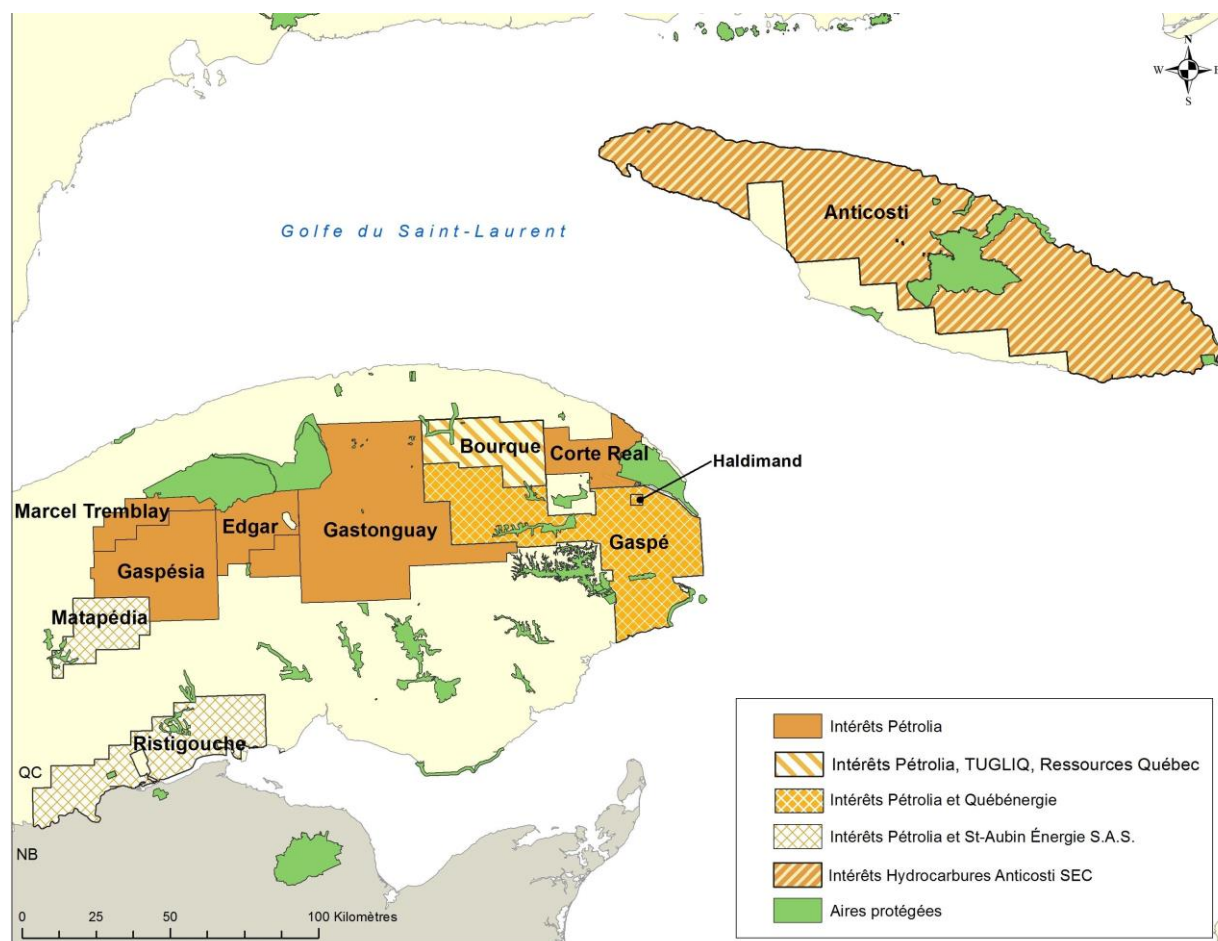 N
W E
S
Anticosti
Golfe du Saint-Laurent
Bourque
Corte Real
Haldimand
Marcel Tremblay
Edgar
Gastonguay
Gaspé
Gaspésia
Matapédia
Ristigouche
QC
NB
0 25 50 100 Kilomètres
Intérêts Pétrolia
Intérêts Pétrolia, TUGLIQ, Ressources Québec
Intérêts Pétrolia et Québénergie
Intérêts Pétrolia et St-Aubin Énergie S.A.S.
Intérêts Hydrocarbures Anticosti SEC
Aires protégées